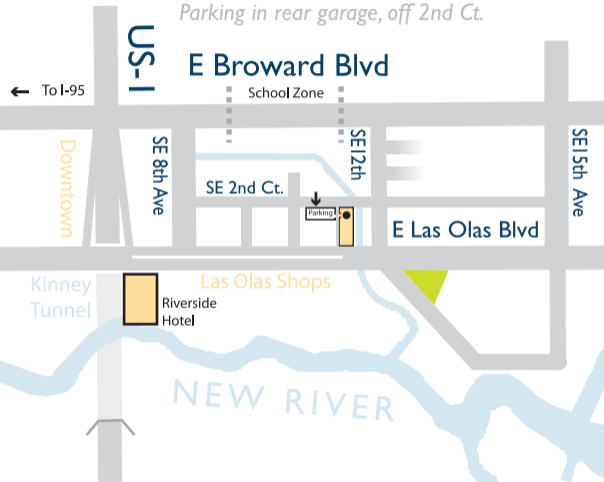 Parking in rear garage, off 2nd Ct.
US-1
E Broward Blvd
To I-95
School Zone
Downtown
SE 8th Ave
SE12th
SE15th Ave
SE 2nd Ct.
Parking
E Las Olas Blvd
Kinney
Tunnel
Las Olas Shops
Riverside
Hotel
NEW RIVER